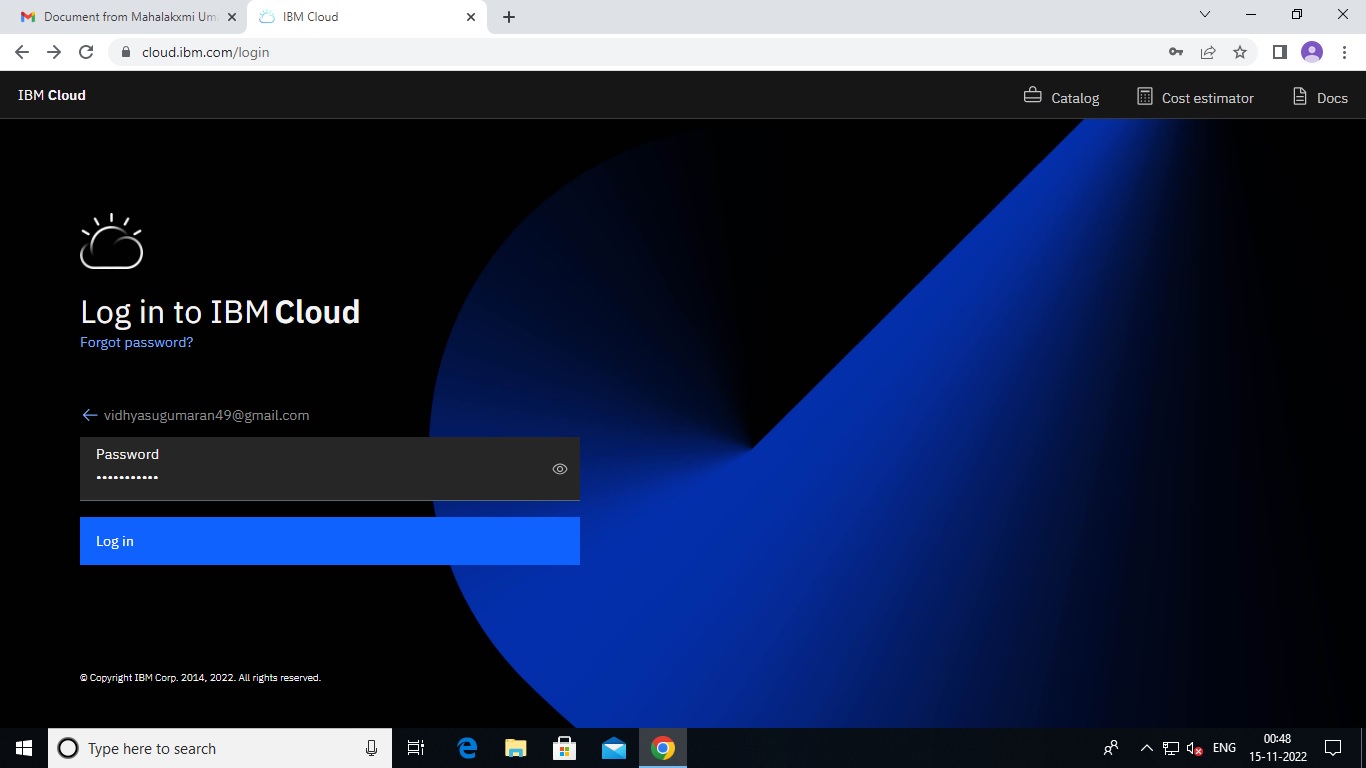 Document from Mahalakxmi Um
IBM Cloud
cloud.ibm.com/login
IBM Cloud
Catalog
Cost estimator
Docs
Log in to IBM Cloud
Forgot password?
vidhyasugumaran49@gmail.com
Password
Log in
© Copyright IBM Corp. 2014, 2022. All rights reserved.
Type here to search
ENG
00:48
15-11-2022